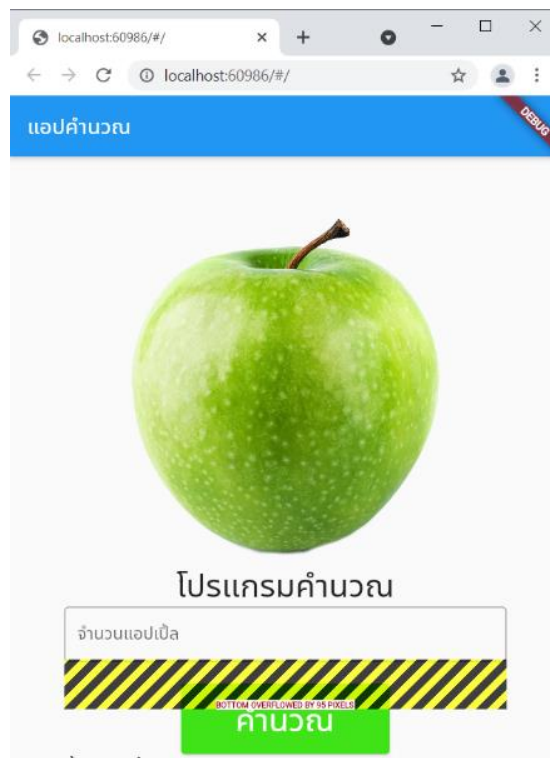 localhost:60986/#/
localhost:60986/#/
แอปคำนวณ
DEBUG
โปรแกรมคำนวณ
จำนวนแอปเปิ้ล
BOTTOM OVERFLOWED BY 95 PIXELS
คำนวณ